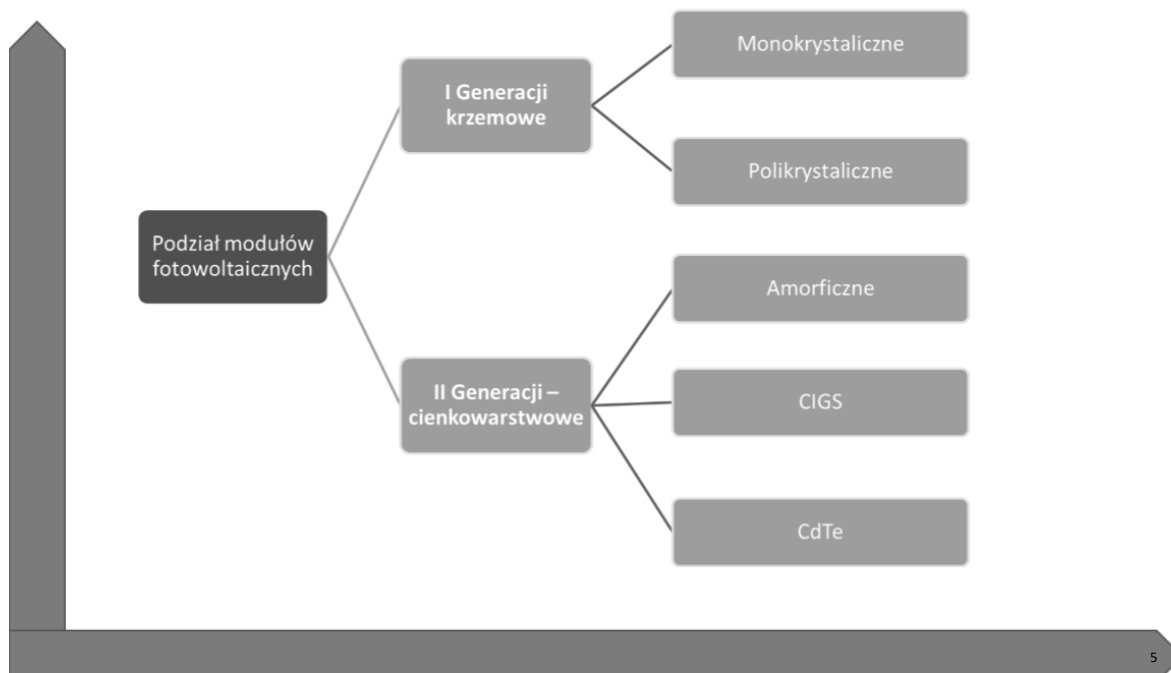 Podział modułów
fotowoltaicznych
I Generacji
krzemowe
Monokrystaliczne
Polikrystaliczne
II Generacji –
cienkowarstwowe
Amorficzne
CIGS
CdTe
5